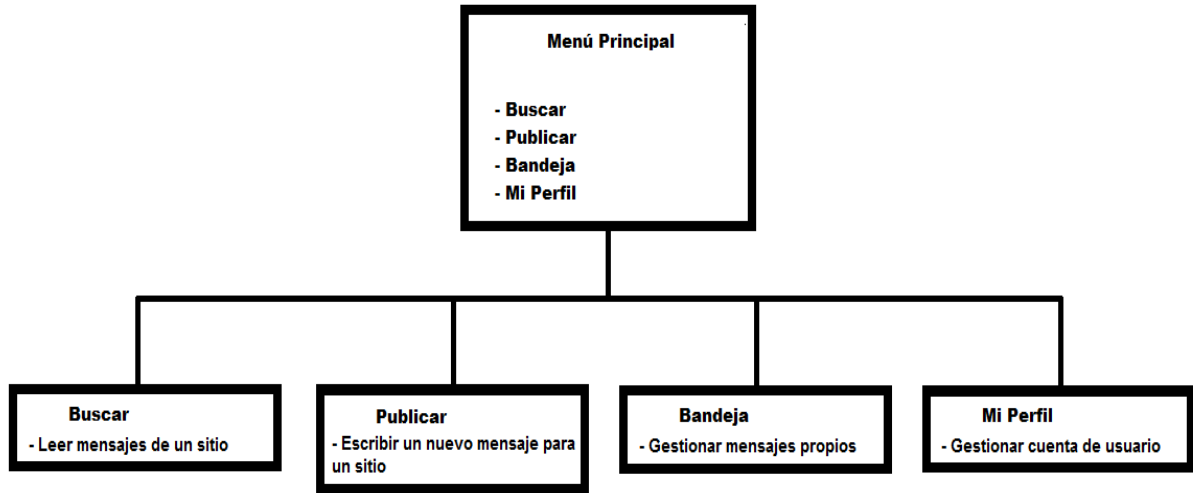 Menú Principal
- Buscar
- Publicar
- Bandeja
- Mi Perfil
Buscar
- Leer mensajes de un sitio
Publicar
- Escribir un nuevo mensaje para
un sitio
Bandeja
- Gestionar mensajes propios
Mi Perfil
- Gestionar cuenta de usuario